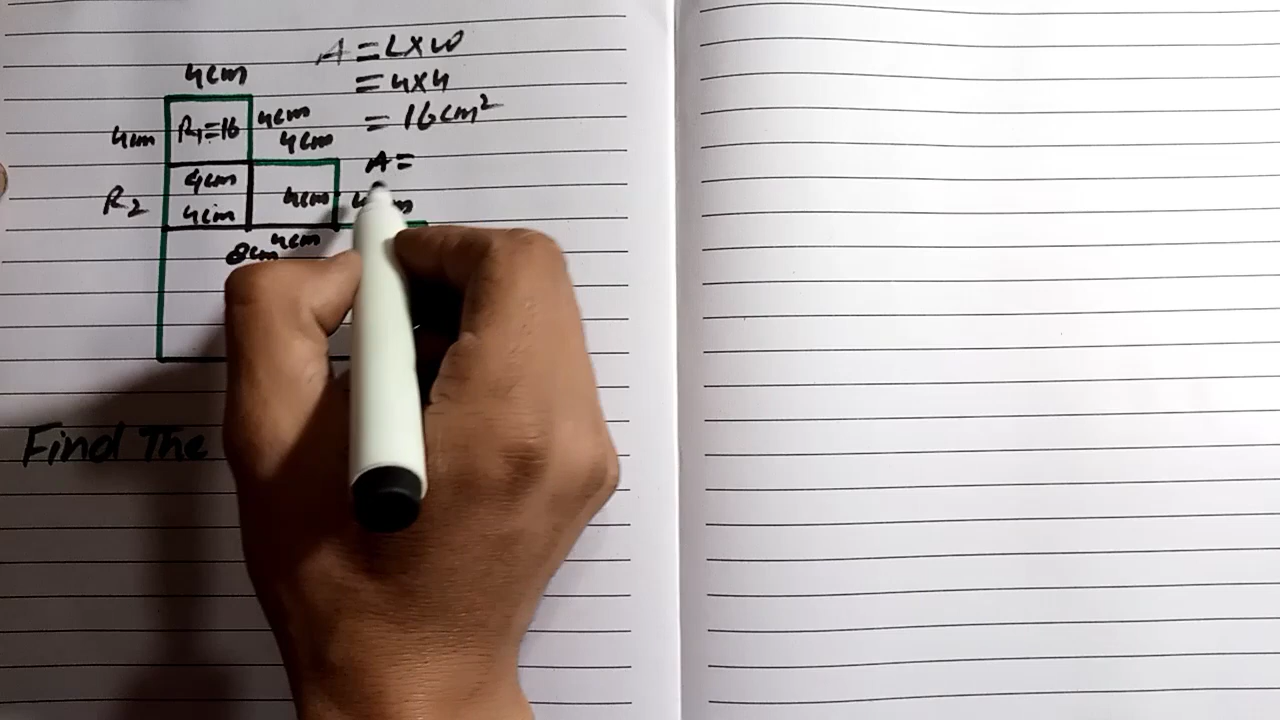 A = L X W
4cm
= 4 X 4
4cm
R1 = 16
4cm
= 16cm²
4cm
A =
4cm
R2
4cm
4cm
4cm
8cm
Find The